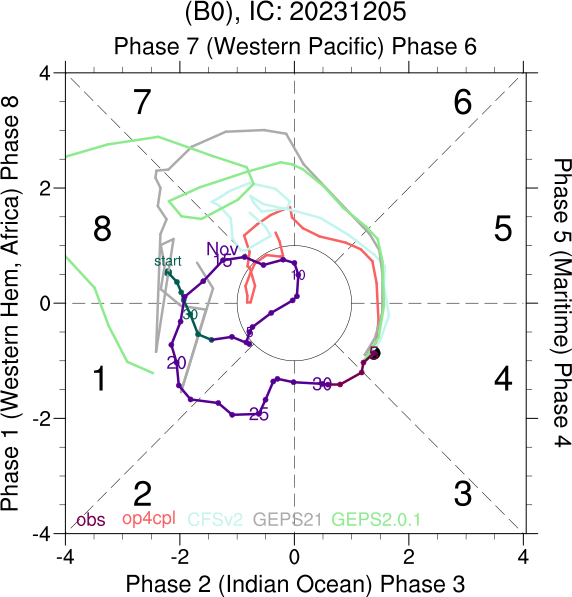 (B0), IC: 20231205
Phase 7 (Western Pacific) Phase 6
4
7
6
2
8
5
start
Nov
15
10
Phase 1 (Western Hem, Africa) Phase 8
Phase 5 (Maritime) Phase 4
0
30
5
5
20
1
4
30
-2
25
2
3
obs op4cpl CFSv2 GEPS21 GEPS2.0.1
-4
-4 -2 0 2 4
Phase 2 (Indian Ocean) Phase 3